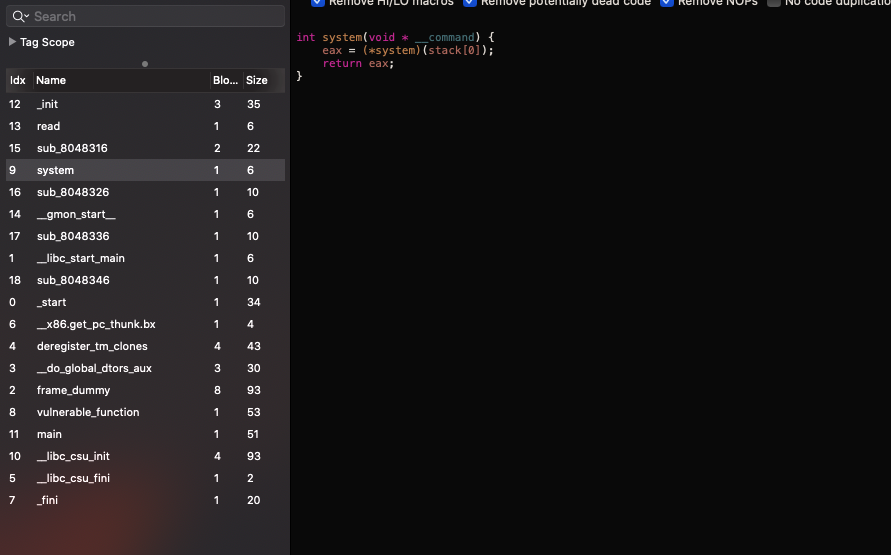 Remove HI/LO macros Remove potentially dead code Remove NOPs No code duplicatio
Search
Tag Scope
Idx Name Blo... Size
12 _init 3 35
13 read 1 6
15 sub_8048316 2 22
9 system 1 6
16 sub_8048326 1 10
14 __gmon_start__ 1 6
17 sub_8048336 1 10
1 __libc_start_main 1 6
18 sub_8048346 1 10
0 _start 1 34
6 __x86.get_pc_thunk.bx 1 4
4 deregister_tm_clones 4 43
3 __do_global_dtors_aux 3 30
2 frame_dummy 8 93
8 vulnerable_function 1 53
11 main 1 51
10 __libc_csu_init 4 93
5 __libc_csu_fini 1 2
7 _fini 1 20
int system(void * __command) {
eax = (*system)(stack[0]);
return eax;
}